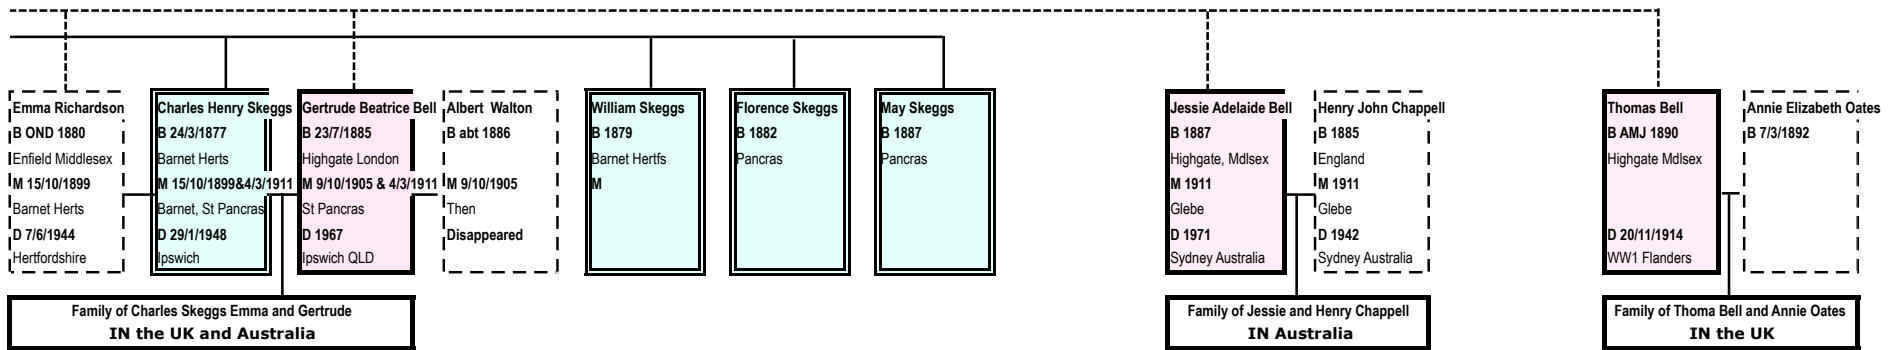 Emma Richardson
B OND 1880
Enfield Middlesex
M 15/10/1899
Barnet Herts
D 7/6/1944
Hertfordshire
Charles Henry Skeggs
B 24/3/1877
Barnet Herts
M 15/10/1899&4/3/1911
Barnet, St Pancras
D 29/1/1948
Ipswich
Gertrude Beatrice Bell
B 23/7/1885
Highgate London
M 9/10/1905 & 4/3/1911
St Pancras
D 1967
Ipswich QLD
Albert Walton
B abt 1886
M 9/10/1905
Then
Disappeared
William Skeggs
B 1879
Barnet Hertfs
M
Florence Skeggs
B 1882
Pancras
May Skeggs
B 1887
Pancras
Jessie Adelaide Bell
B 1887
Highgate, Mdlsex
M 1911
Glebe
D 1971
Sydney Australia
Henry John Chappell
B 1885
England
M 1911
Glebe
D 1942
Sydney Australia
Thomas Bell
B AMJ 1890
Highgate Mdlsex
D 20/11/1914
WW1 Flanders
Annie Elizabeth Oates
B 7/3/1892
Family of Charles Skeggs Emma and Gertrude
IN the UK and Australia
Family of Jessie and Henry Chappell
IN Australia
Family of Thoma Bell and Annie Oates
IN the UK